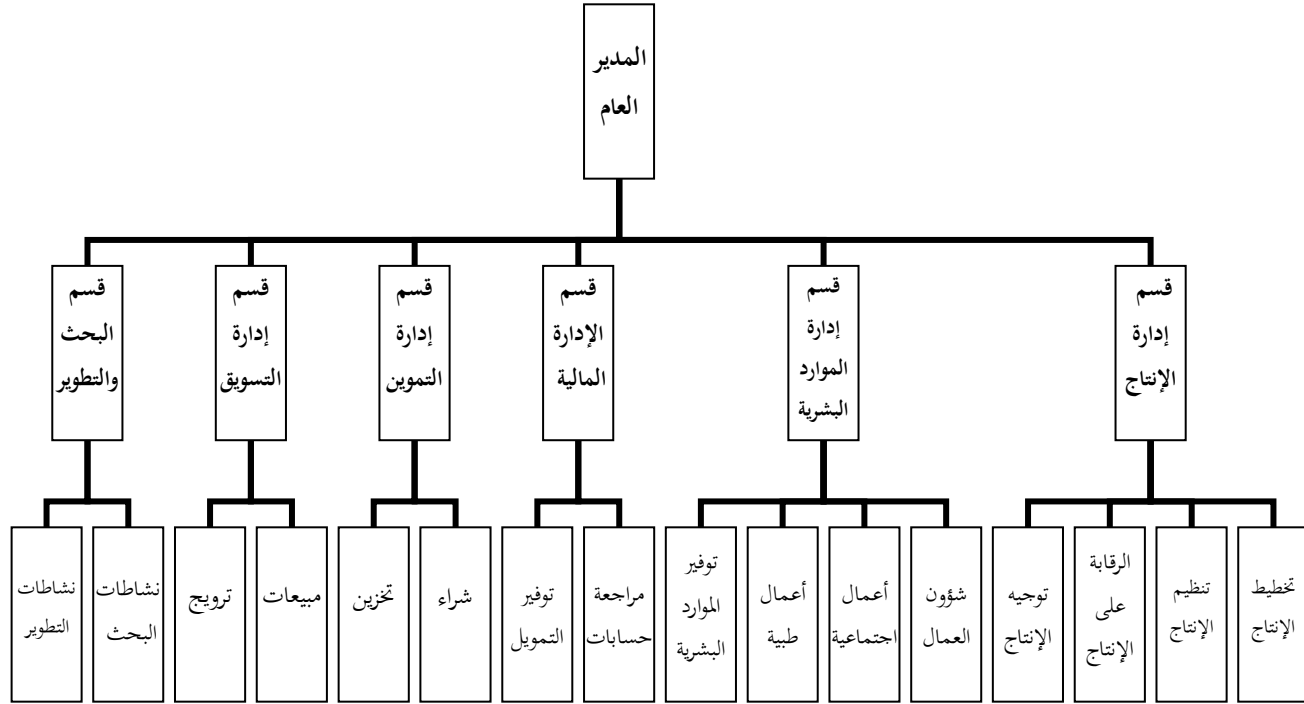 المدير
العام
قسم
إدارة
الإنتاج
قسم
إدارة
الموارد
البشرية
قسم
الإدارة
المالية
قسم
إدارة
التموين
قسم
إدارة
التسويق
قسم
البحث
والتطوير
تخطيط
الإنتاج
تنظيم
الإنتاج
الرقابة
على
الإنتاج
توجيه
الإنتاج
شؤون
العمال
أعمال
اجتماعية
أعمال
طبية
توفير
الموارد
البشرية
مراجعة
حسابات
توفير
التمويل
شراء
تخزين
مبيعات
ترويج
نشاطات
البحث
نشاطات
التطوير